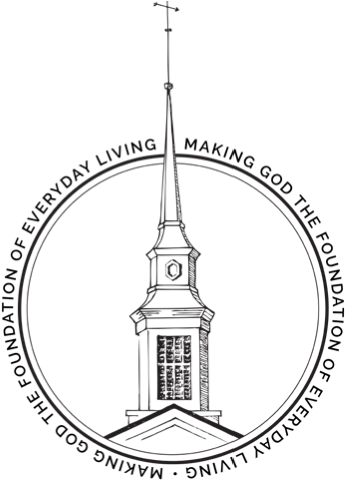 MAKING GOD THE FOUNDATION OF EVERYDAY LIVING • MAKING GOD THE FOUNDATION OF EVERYDAY LIVING